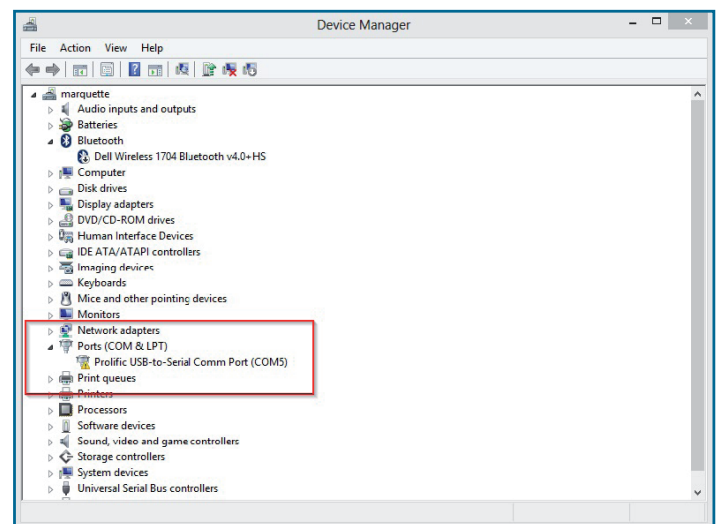 Device Manager
File Action View Help
marquette
Audio inputs and outputs
Batteries
Bluetooth
Dell Wireless 1704 Bluetooth v4.0+HS
Computer
Disk drives
Display adapters
DVD/CD-ROM drives
Human Interface Devices
IDE ATA/ATAPI controllers
Imaging devices
Keyboards
Mice and other pointing devices
Monitors
Network adapters
Ports (COM & LPT)
Prolific USB-to-Serial Comm Port (COM5)
Print queues
Printers
Processors
Software devices
Sound, video and game controllers
Storage controllers
System devices
Universal Serial Bus controllers